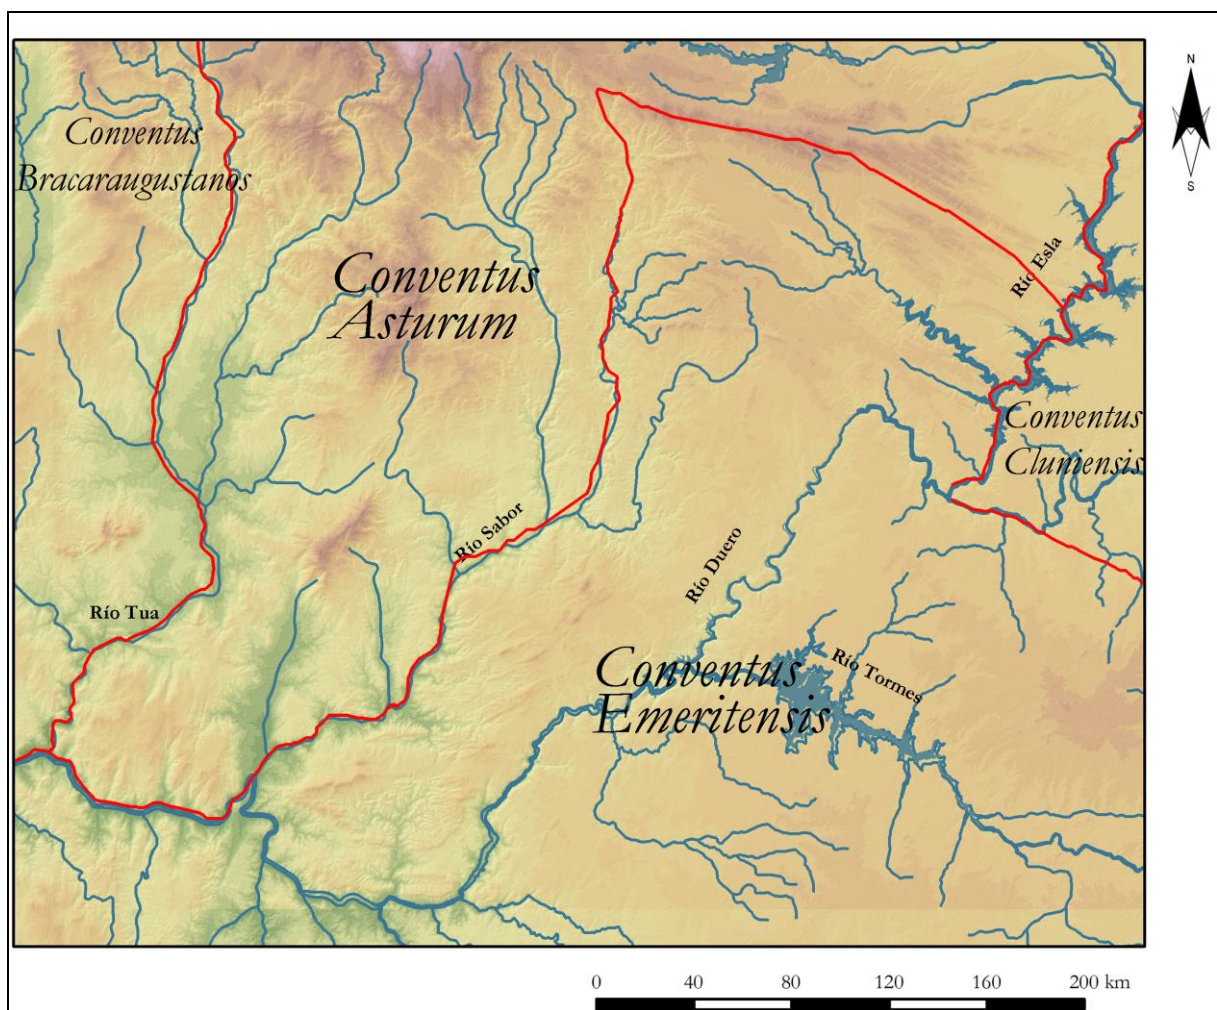 N
S
Conventus
Bracaraugustanos
Conventus
Asturum
Río Esla
Conventus
Cluniensis
Río Sabor
Río Duero
Río Tua
Conventus
Emeritensis
Río Tormes
0 40 80 120 160 200 km